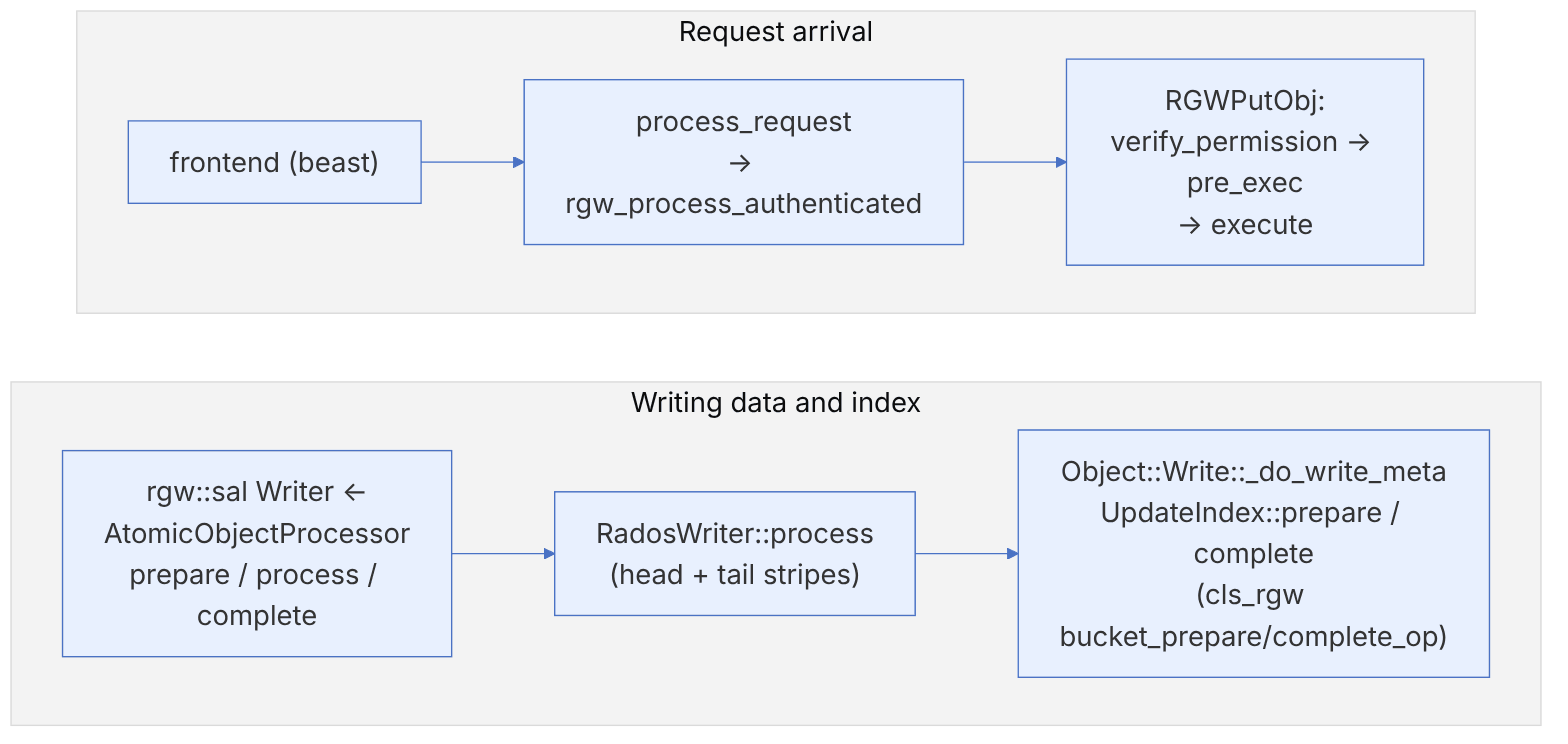 Request arrival
frontend (beast)
process_request
→
rgw_process_authenticated
RGWPutObj:
verify_permission →
pre_exec
→ execute
Writing data and index
rgw::sal Writer ←
AtomicObjectProcessor
prepare / process /
complete
RadosWriter::process
(head + tail stripes)
Object::Write::_do_write_meta
UpdateIndex::prepare /
complete
(cls_rgw
bucket_prepare/complete_op)